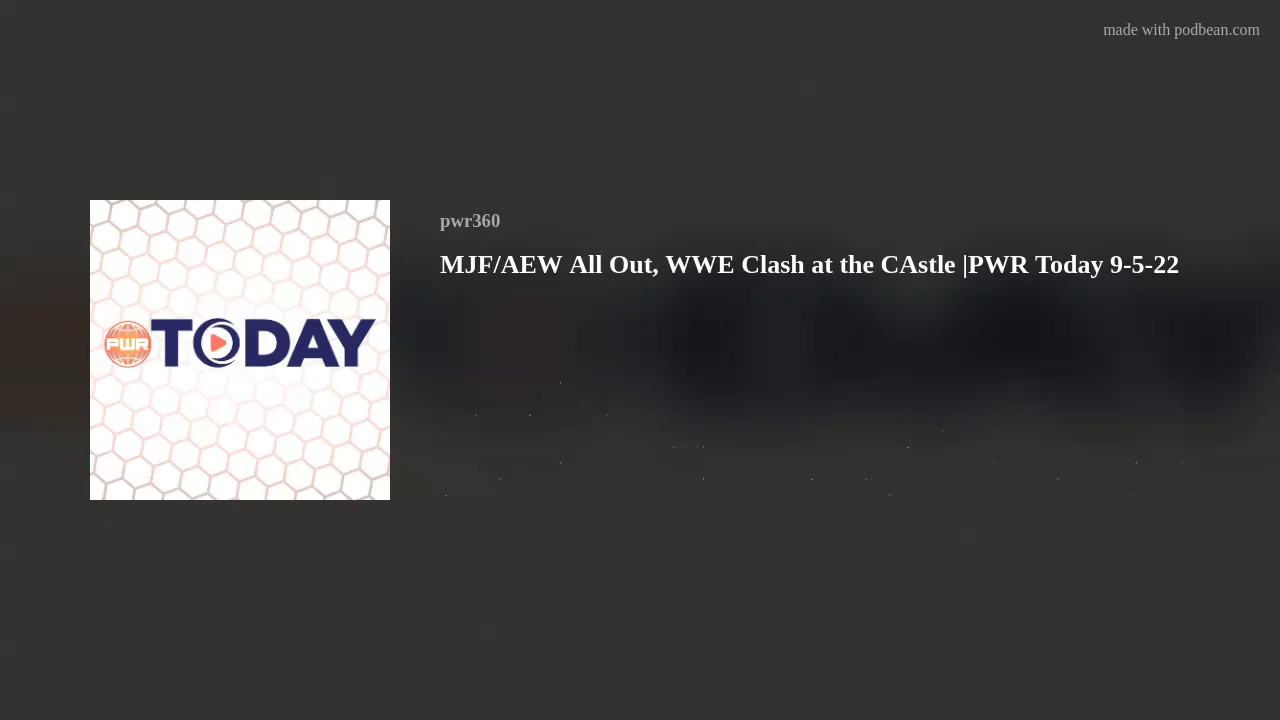 made with podbean.com
pwr360
MJF/AEW All Out, WWE Clash at the CAstle |PWR Today 9-5-22
PWR TODAY